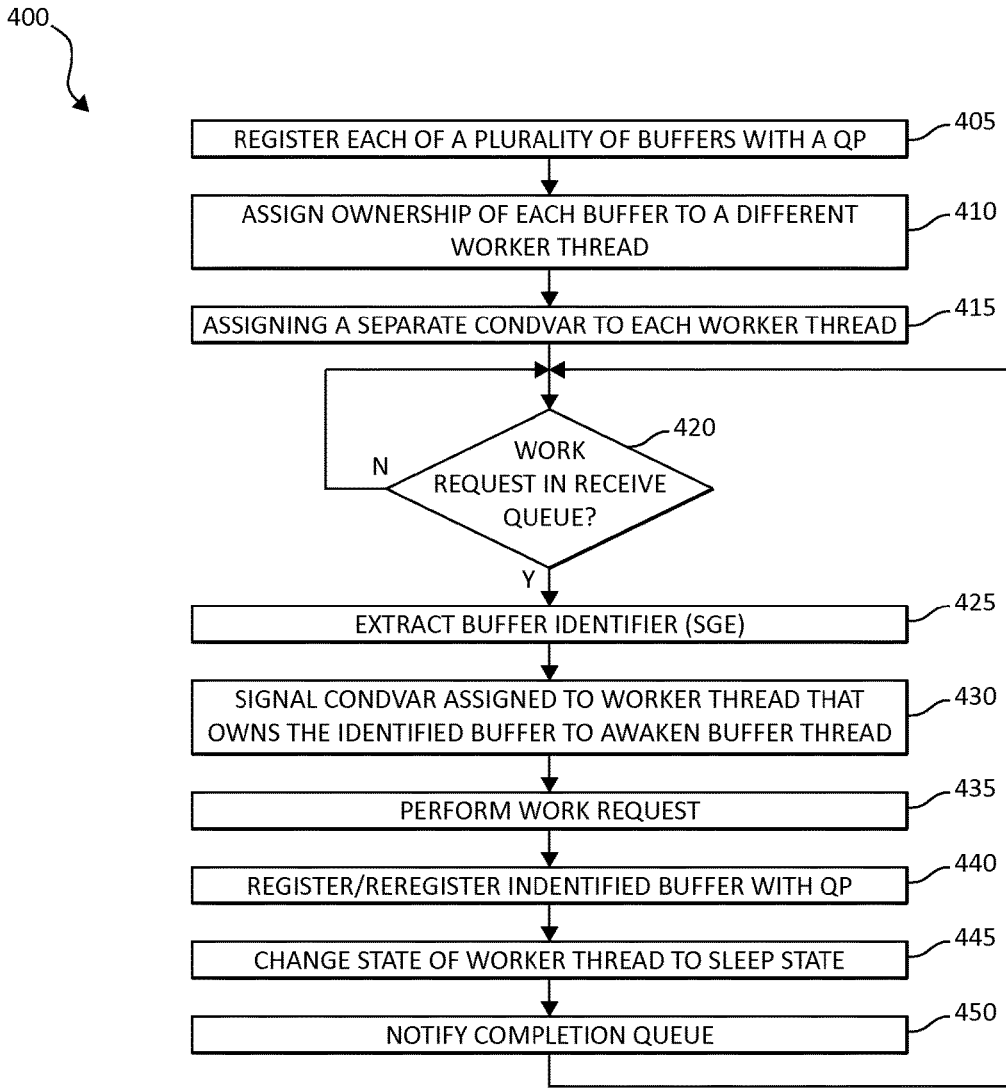 400
REGISTER EACH OF A PLURALITY OF BUFFERS WITH A QP
405
ASSIGN OWNERSHIP OF EACH BUFFER TO A DIFFERENT
WORKER THREAD
410
ASSIGNING A SEPARATE CONDVAR TO EACH WORKER THREAD
415
WORK
REQUEST IN RECEIVE
QUEUE?
420
N
Y
EXTRACT BUFFER IDENTIFIER (SGE)
425
SIGNAL CONDVAR ASSIGNED TO WORKER THREAD THAT
OWNS THE IDENTIFIED BUFFER TO AWAKEN BUFFER THREAD
430
PERFORM WORK REQUEST
435
REGISTER/REREGISTER INDENTIFIED BUFFER WITH QP
440
CHANGE STATE OF WORKER THREAD TO SLEEP STATE
445
NOTIFY COMPLETION QUEUE
450